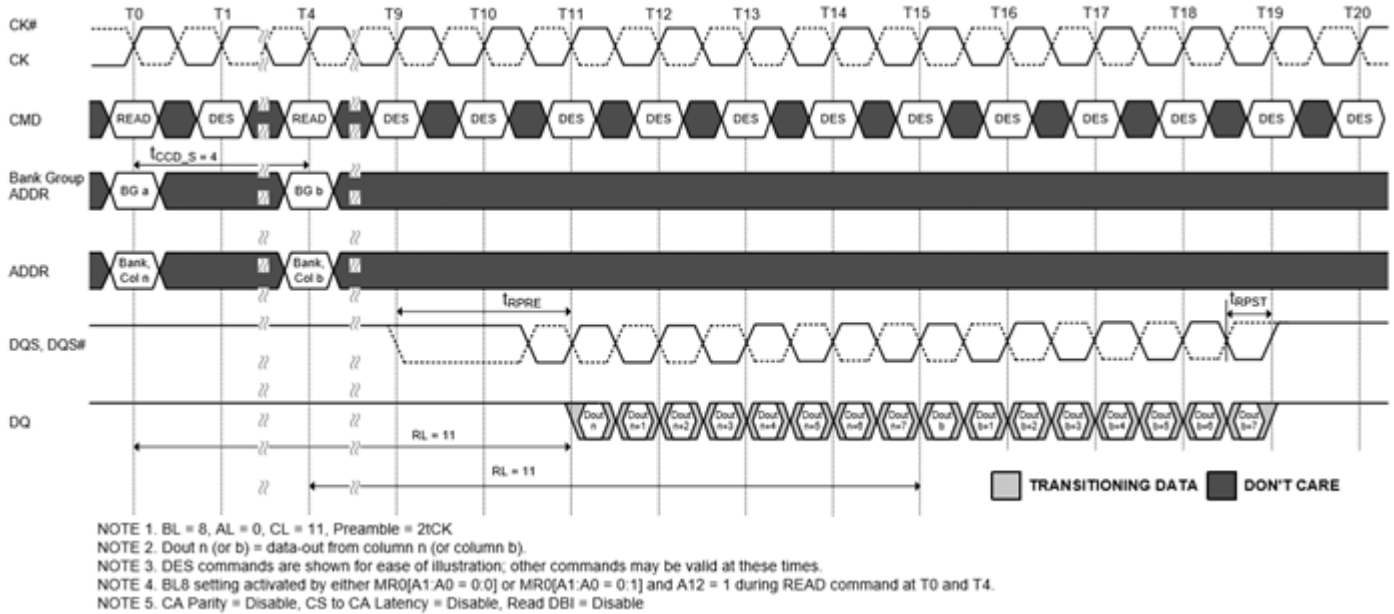 T0 T1 T4 T9 T10 T11 T12 T13 T14 T15 T16 T17 T18 T19 T20
CK#
CK
CMD READ DES READ DES DES DES DES DES DES DES DES DES DES DES DES
tCCD_S = 4
Bank Group
ADDR BG a BG b
ADDR Bank, Col n Bank, Col b
tRPRE tRPST
DQS, DQS#
DQ Dout n Dout n+1 Dout n+2 Dout n+3 Dout n+4 Dout n+5 Dout n+6 Dout n+7 Dout b Dout b+1 Dout b+2 Dout b+3 Dout b+4 Dout b+5 Dout b+6 Dout b+7
RL = 11
RL = 11
TRANSITIONING DATA DON'T CARE
NOTE 1. BL = 8, AL = 0, CL = 11, Preamble = 2tCK
NOTE 2. Dout n (or b) = data-out from column n (or column b).
NOTE 3. DES commands are shown for ease of illustration; other commands may be valid at these times.
NOTE 4. BL8 setting activated by either MR0[A1:A0 = 0:0] or MR0[A1:A0 = 0:1] and A12 = 1 during READ command at T0 and T4.
NOTE 5. CA Parity = Disable, CS to CA Latency = Disable, Read DBI = Disable